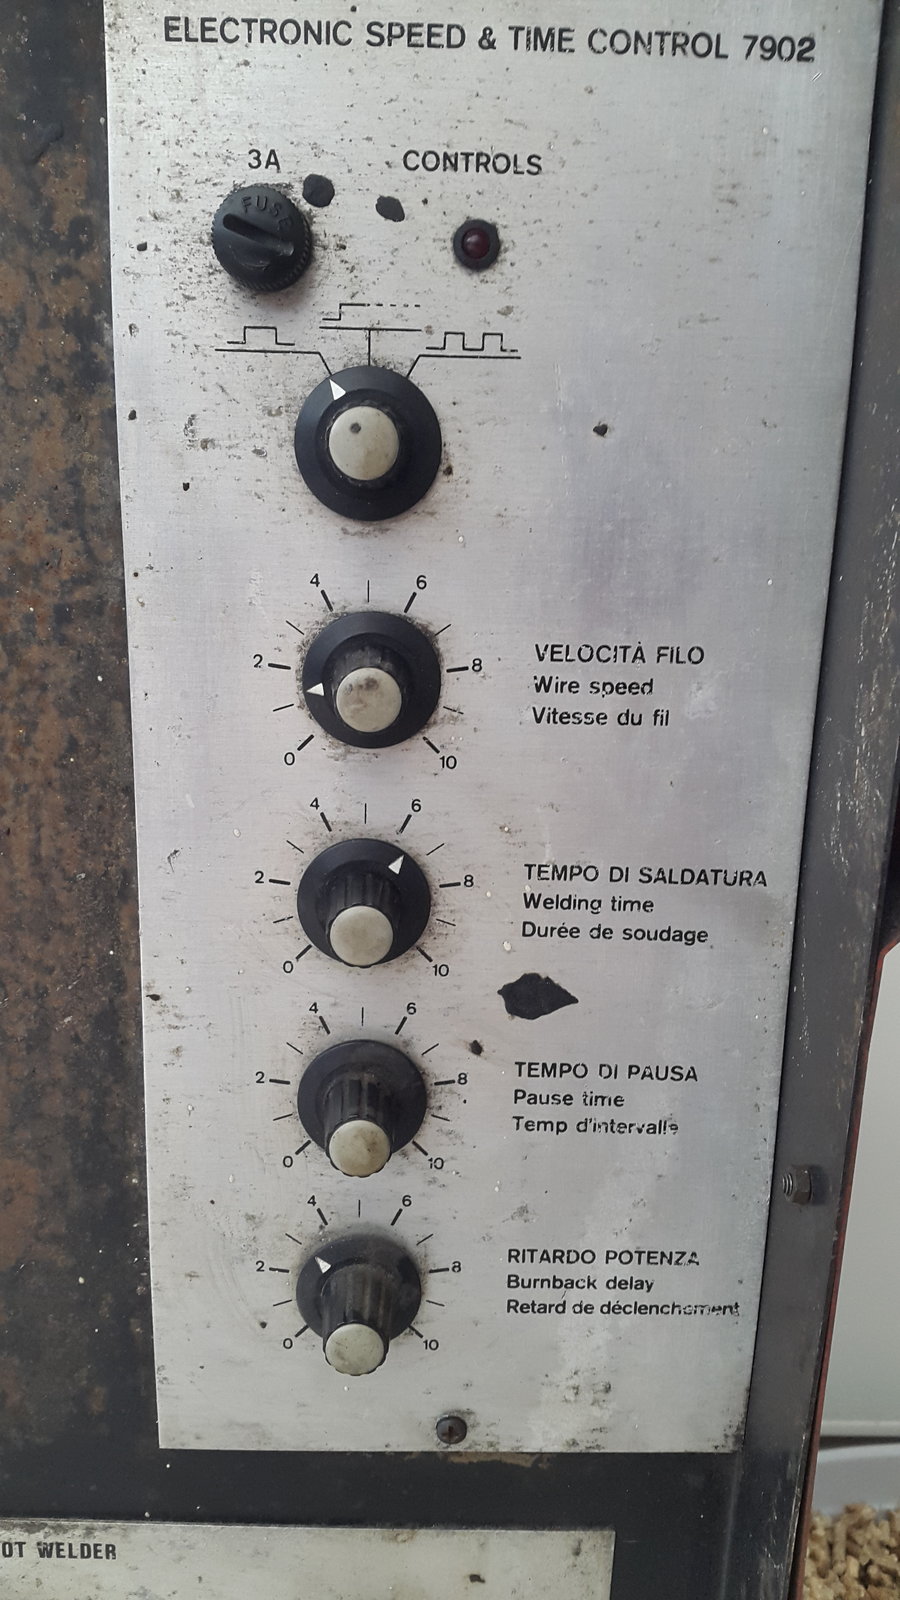 ELECTRONIC SPEED & TIME CONTROL 7902
3A
CONTROLS
FUSE
4
6
2
8
0
10
VELOCITÀ FILO
Wire speed
Vitesse du fil
4
6
2
8
0
10
TEMPO DI SALDATURA
Welding time
Durée de soudage
4
6
2
8
0
10
TEMPO DI PAUSA
Pause time
Temp d'intervalle
4
6
2
8
0
10
RITARDO POTENZA
Burnback delay
Retard de déclenchement
OT WELDER